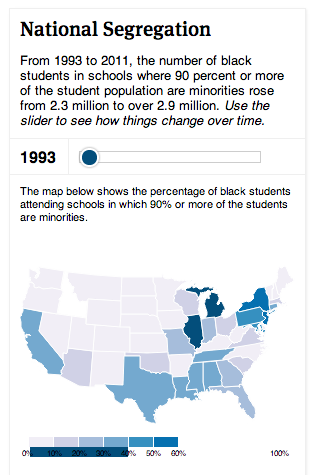 National Segregation
From 1993 to 2011, the number of black
students in schools where 90 percent or more
of the student population are minorities rose
from 2.3 million to over 2.9 million. Use the
slider to see how things change over time.
1993
The map below shows the percentage of black students
attending schools in which 90% or more of the students
are minorities.
0% 10% 20% 30% 40% 50% 60% 100%